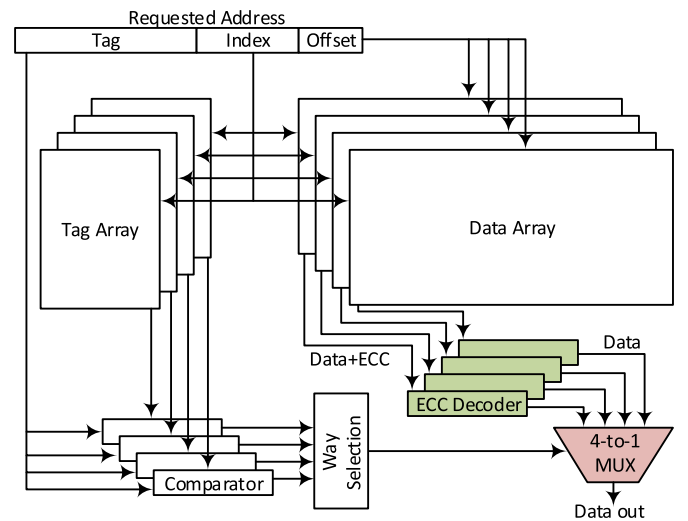 Requested Address
Tag
Index
Offset
Tag Array
Data Array
Data+ECC
Data
ECC Decoder
Way
Selection
4-to-1
MUX
Comparator
Data out